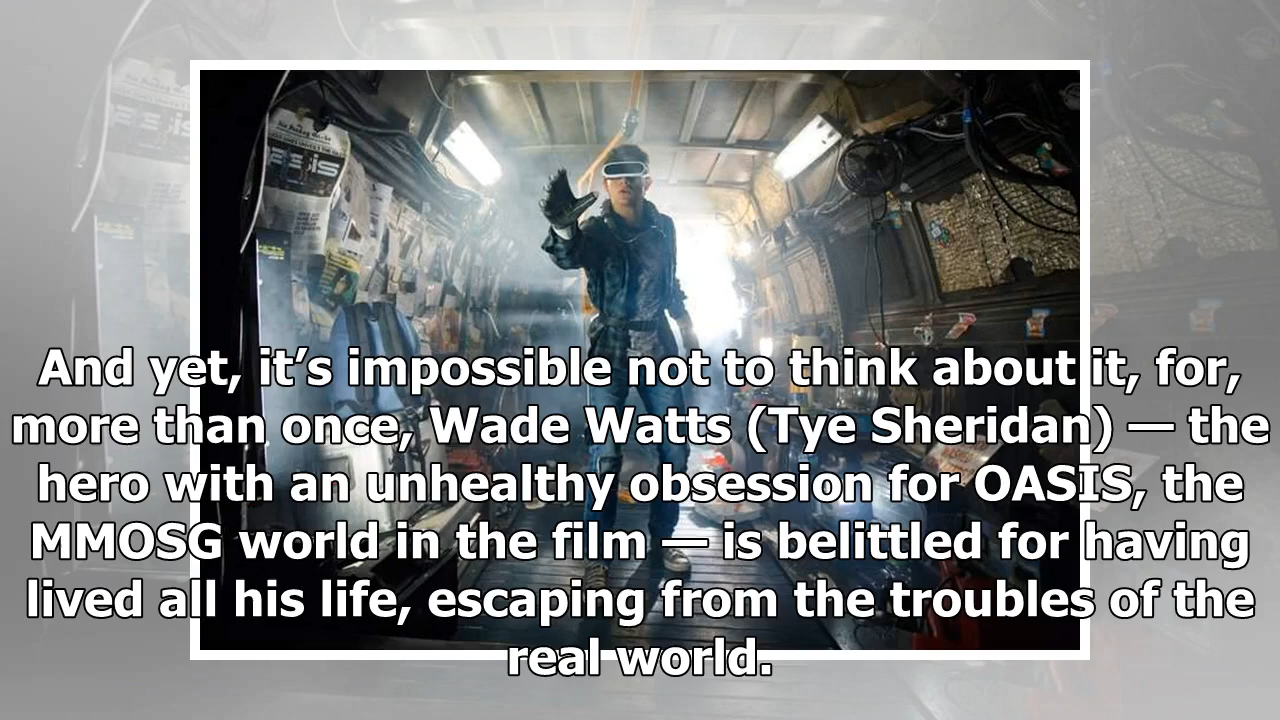 And yet, it’s impossible not to think about it, for,
more than once, Wade Watts (Tye Sheridan) — the
hero with an unhealthy obsession for OASIS, the
MMOSG world in the film — is belittled for having
lived all his life, escaping from the troubles of the
real world.